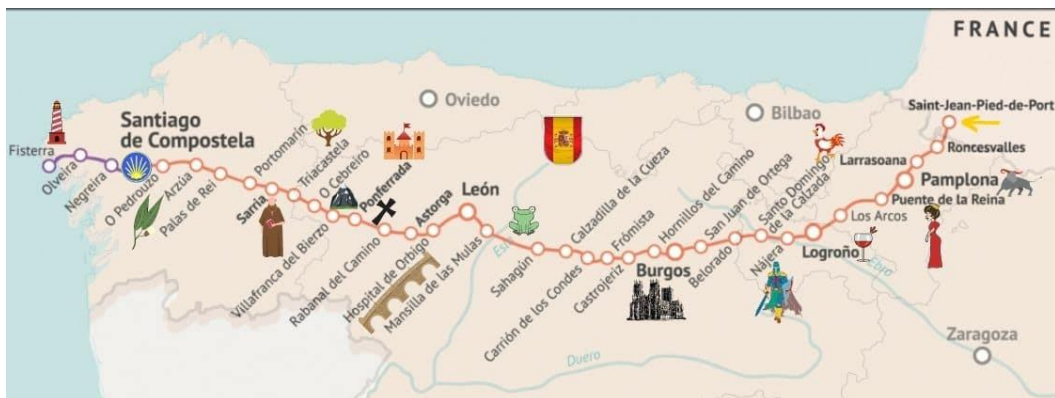 FRANCE
Oviedo
Bilbao
Saint-Jean-Pied-de-Port
Roncesvalles
Larrasoana
Pamplona
Puente de la Reina
Los Arcos
Logroño
Nájera
Santo Domingo
de la Calzada
Belorado
San Juan de Ortega
Burgos
Hornillos del Camino
Castrojeriz
Frómista
Carrión de los Condes
Calzadilla de la Cueza
Sahagún
Mansilla de las Mulas
León
Hospital de Orbigo
Astorga
Rabanal del Camino
Ponferrada
Villafranca del Bierzo
O Cebreiro
Triacastela
Sarria
Portomarín
Palas de Rei
Arzúa
O Pedrouzo
Santiago
de Compostela
Negreira
Olveira
Fisterra
Duero
Ebro
Zaragoza